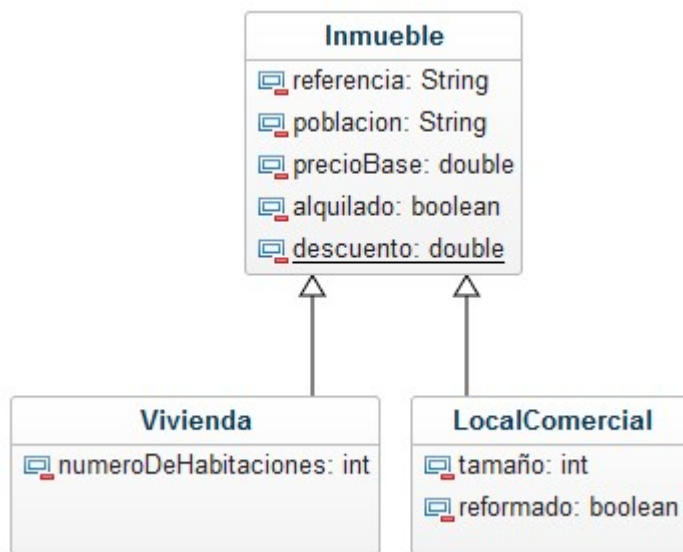 Inmueble
referencia: String
poblacion: String
precioBase: double
alquilado: boolean
descuento: double
Vivienda
numeroDeHabitaciones: int
LocalComercial
tamaño: int
reformado: boolean